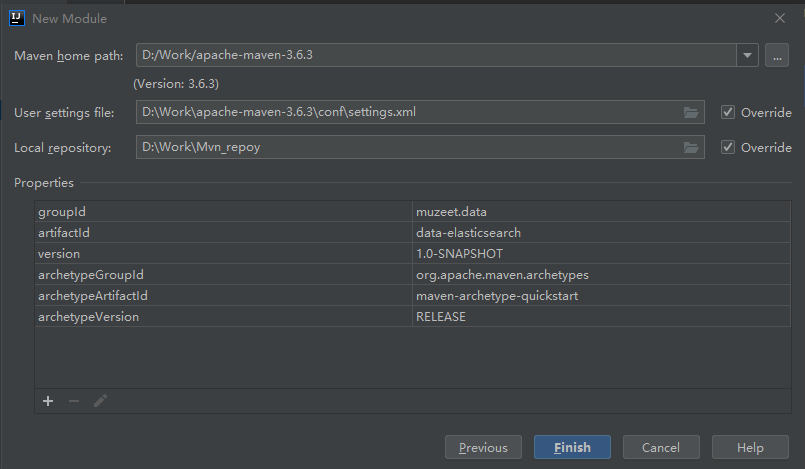 IJ New Module
Maven home path: D:/Work/apache-maven-3.6.3 ...
(Version: 3.6.3)
User settings file: D:\Work\apache-maven-3.6.3\conf\settings.xml Override
Local repository: D:\Work\Mvn_repoy Override
Properties
groupId muzeet.data
artifactId data-elasticsearch
version 1.0-SNAPSHOT
archetypeGroupId org.apache.maven.archetypes
archetypeArtifactId maven-archetype-quickstart
archetypeVersion RELEASE
Previous Finish Cancel Help